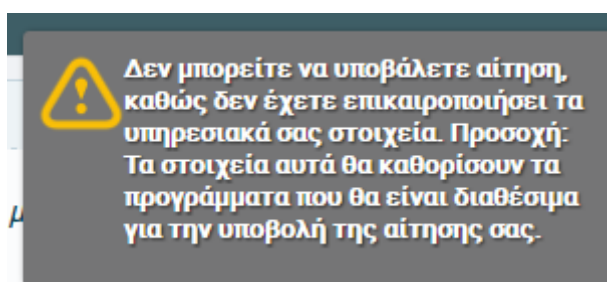 Δεν μπορείτε να υποβάλετε αίτηση,
καθώς δεν έχετε επικαιροποιήσει τα
υπηρεσιακά σας στοιχεία. Προσοχή:
Τα στοιχεία αυτά θα καθορίσουν τα
προγράμματα που θα είναι διαθέσιμα
για την υποβολή της αίτησης σας.